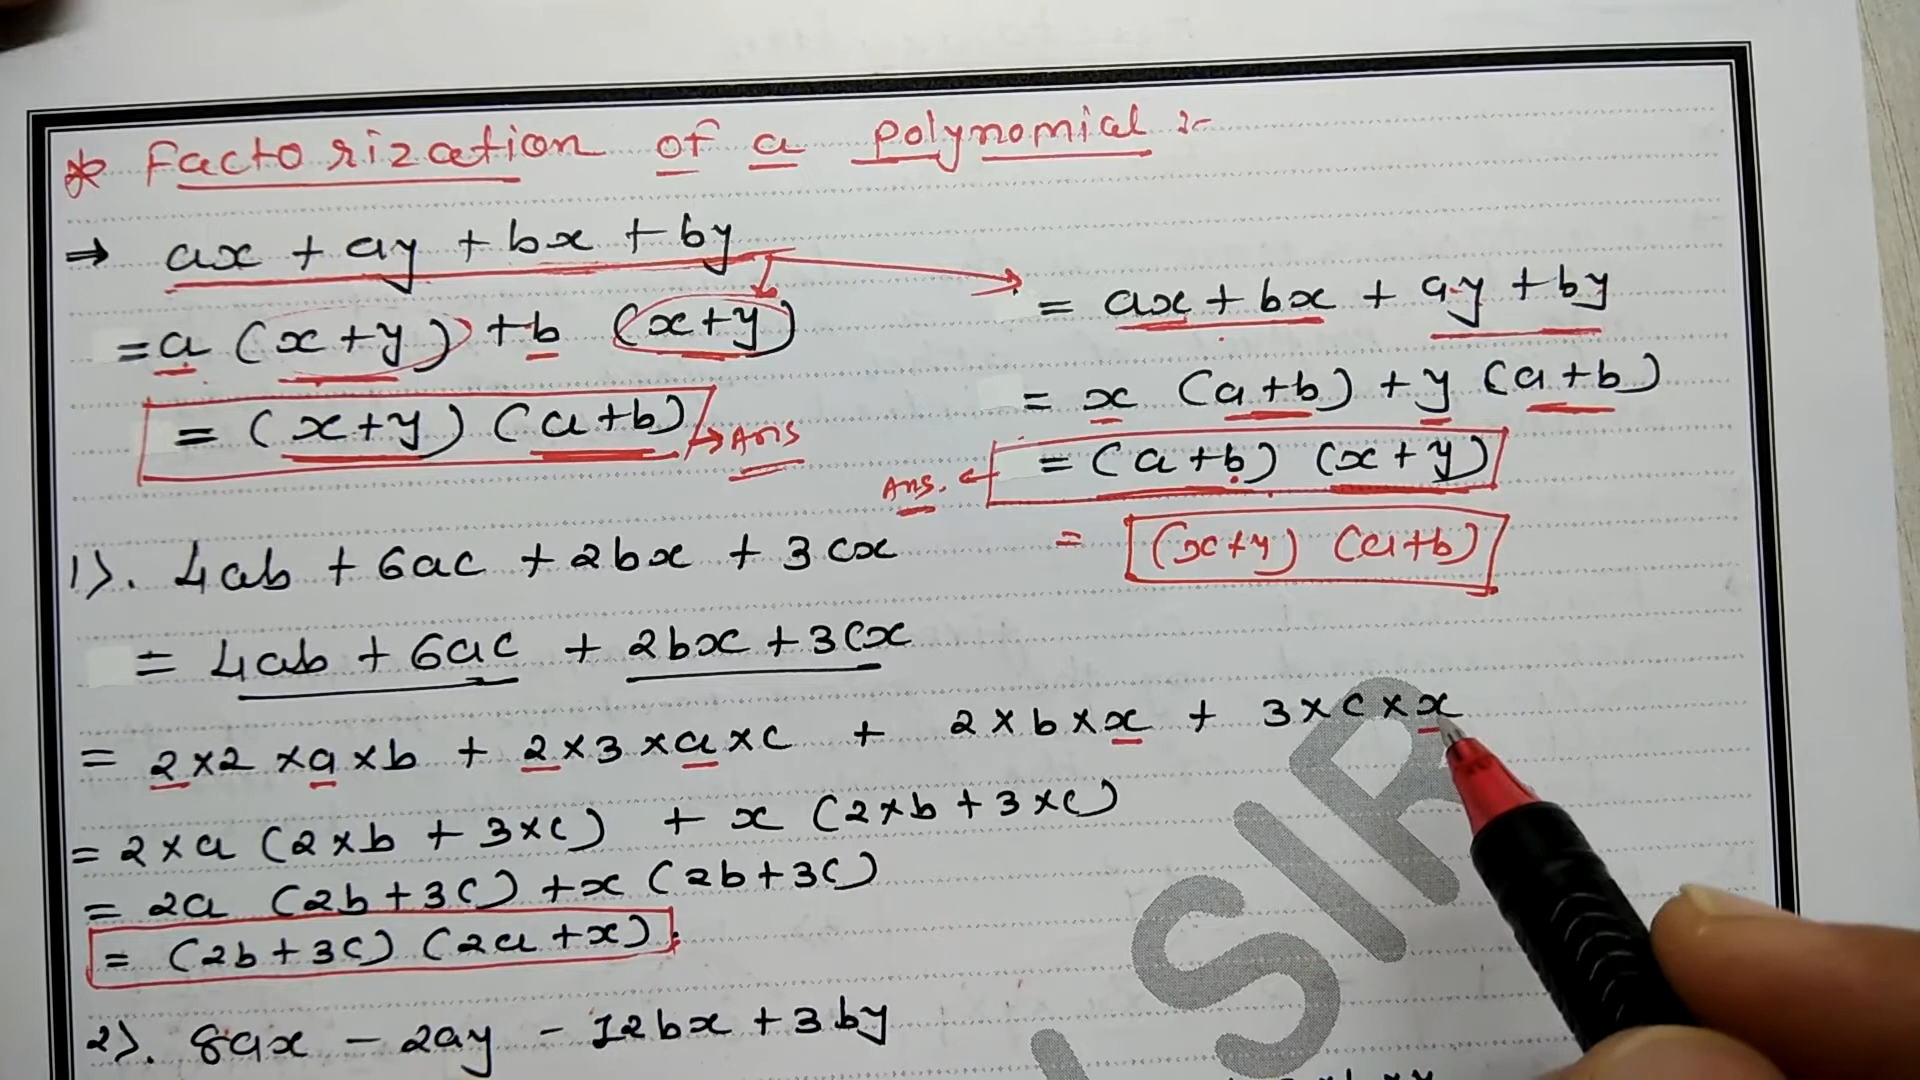 * Factorization of a polynomial :-
⇒ ax + ay + bx + by
= a (x+y) + b (x+y)
= (x+y) (a+b) → Ans
= ax + bx + ay + by
= x (a+b) + y (a+b)
Ans. ← = (a+b) (x+y)
= (x+y) (a+b)
1). 4ab + 6ac + 2bx + 3cx
= 4ab + 6ac + 2bx + 3cx
= 2×2×a×b + 2×3×a×c + 2×b×x + 3×c×x
= 2×a (2×b + 3×c) + x (2×b + 3×c)
= 2a (2b+3c) + x (2b+3c)
= (2b+3c) (2a+x).
2). 8ax - 2ay - 12bx + 3by
SIR